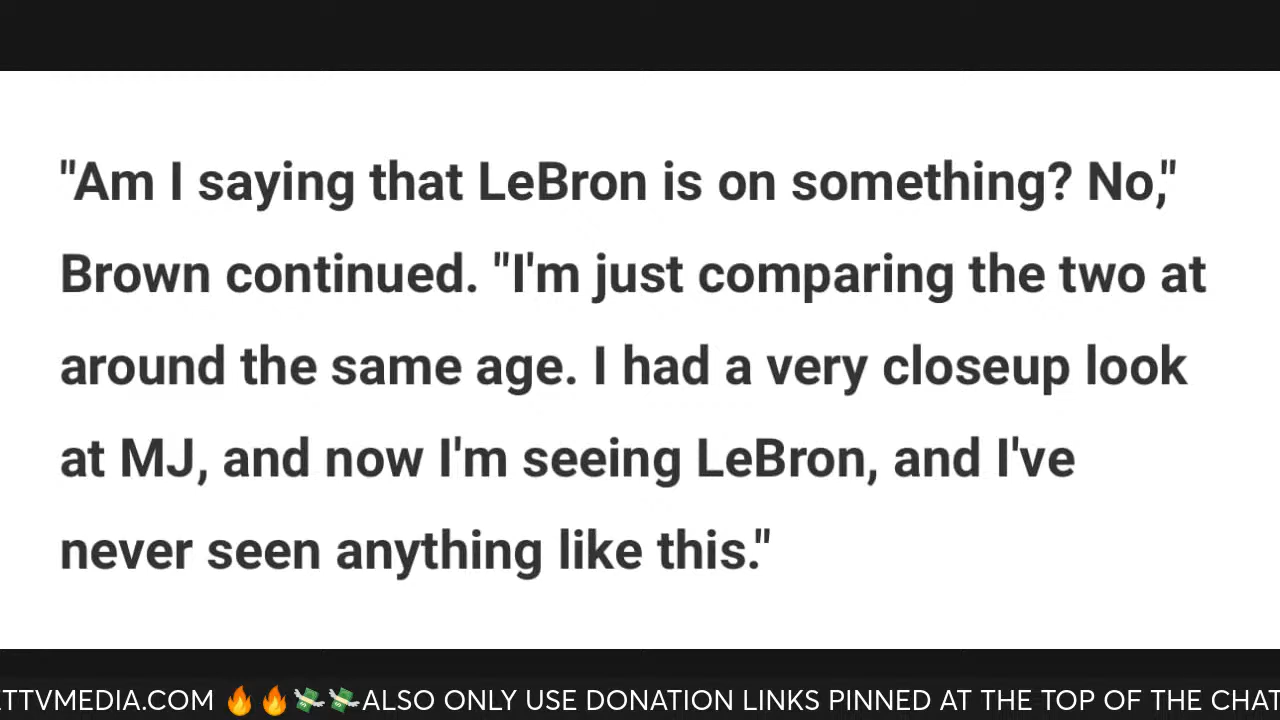 "Am I saying that LeBron is on something? No,"
Brown continued. "I'm just comparing the two at
around the same age. I had a very closeup look
at MJ, and now I'm seeing LeBron, and I've
never seen anything like this."
TTVMEDIA.COM 🔥🔥💸💸ALSO ONLY USE DONATION LINKS PINNED AT THE TOP OF THE CHAT